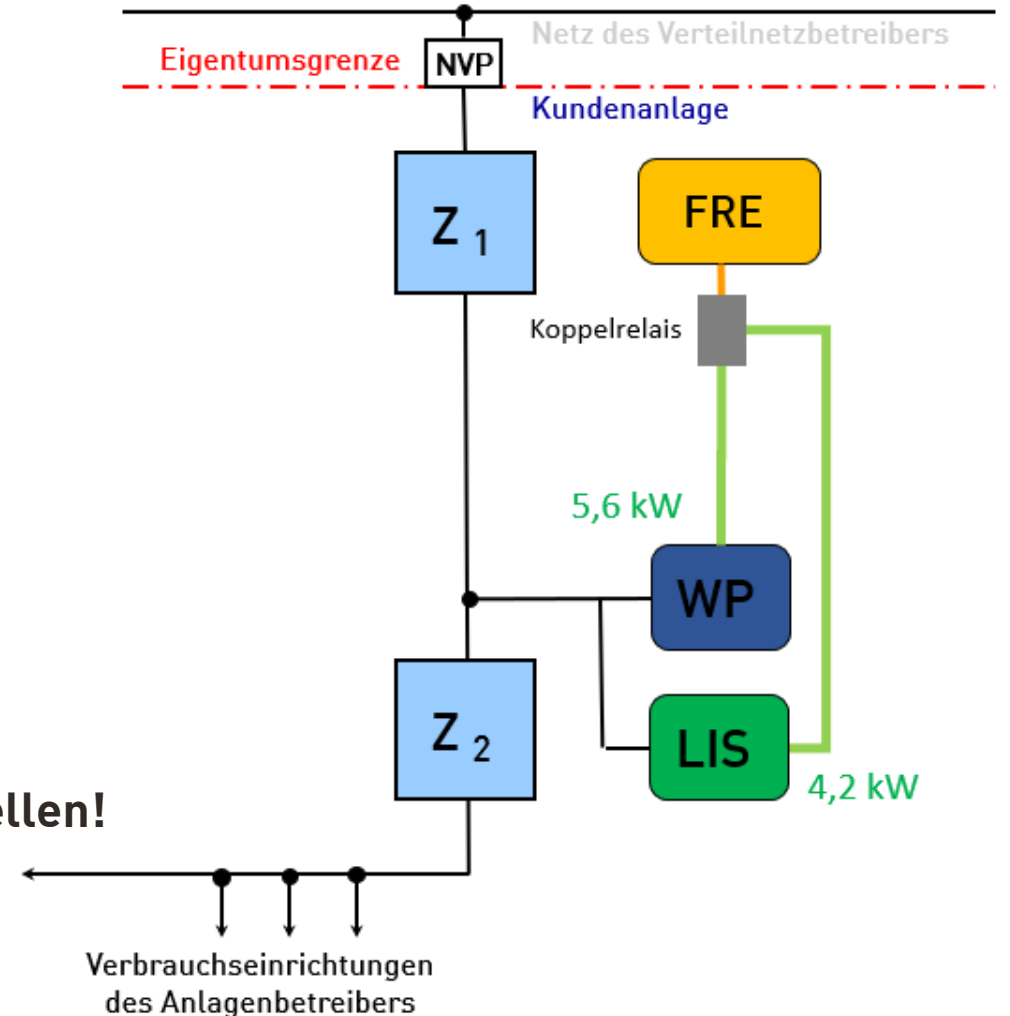 Netz des Verteilnetzbetreibers
Eigentumsgrenze
NVP
Kundenanlage
Z 1
FRE
Koppelrelais
5,6 kW
WP
Z 2
LIS
4,2 kW
ellen!
Verbrauchseinrichtungen
des Anlagenbetreibers